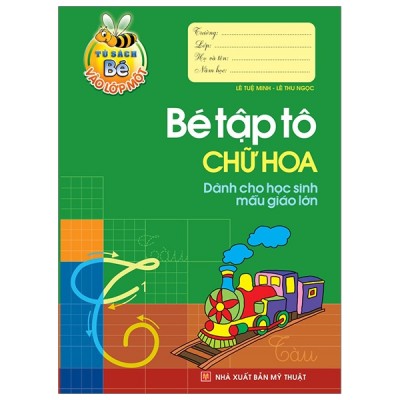 TỦ SÁCH
Bé
VÀO LỚP MỘT
Trường:
Lớp:
Họ và tên:
Năm học:
LÊ TUỆ MINH - LÊ THU NGỌC
Bé tập tô
CHỮ HOA
Dành cho học sinh
mẫu giáo lớn
Tàu
T
1
Tàu
NHÀ XUẤT BẢN MỸ THUẬT